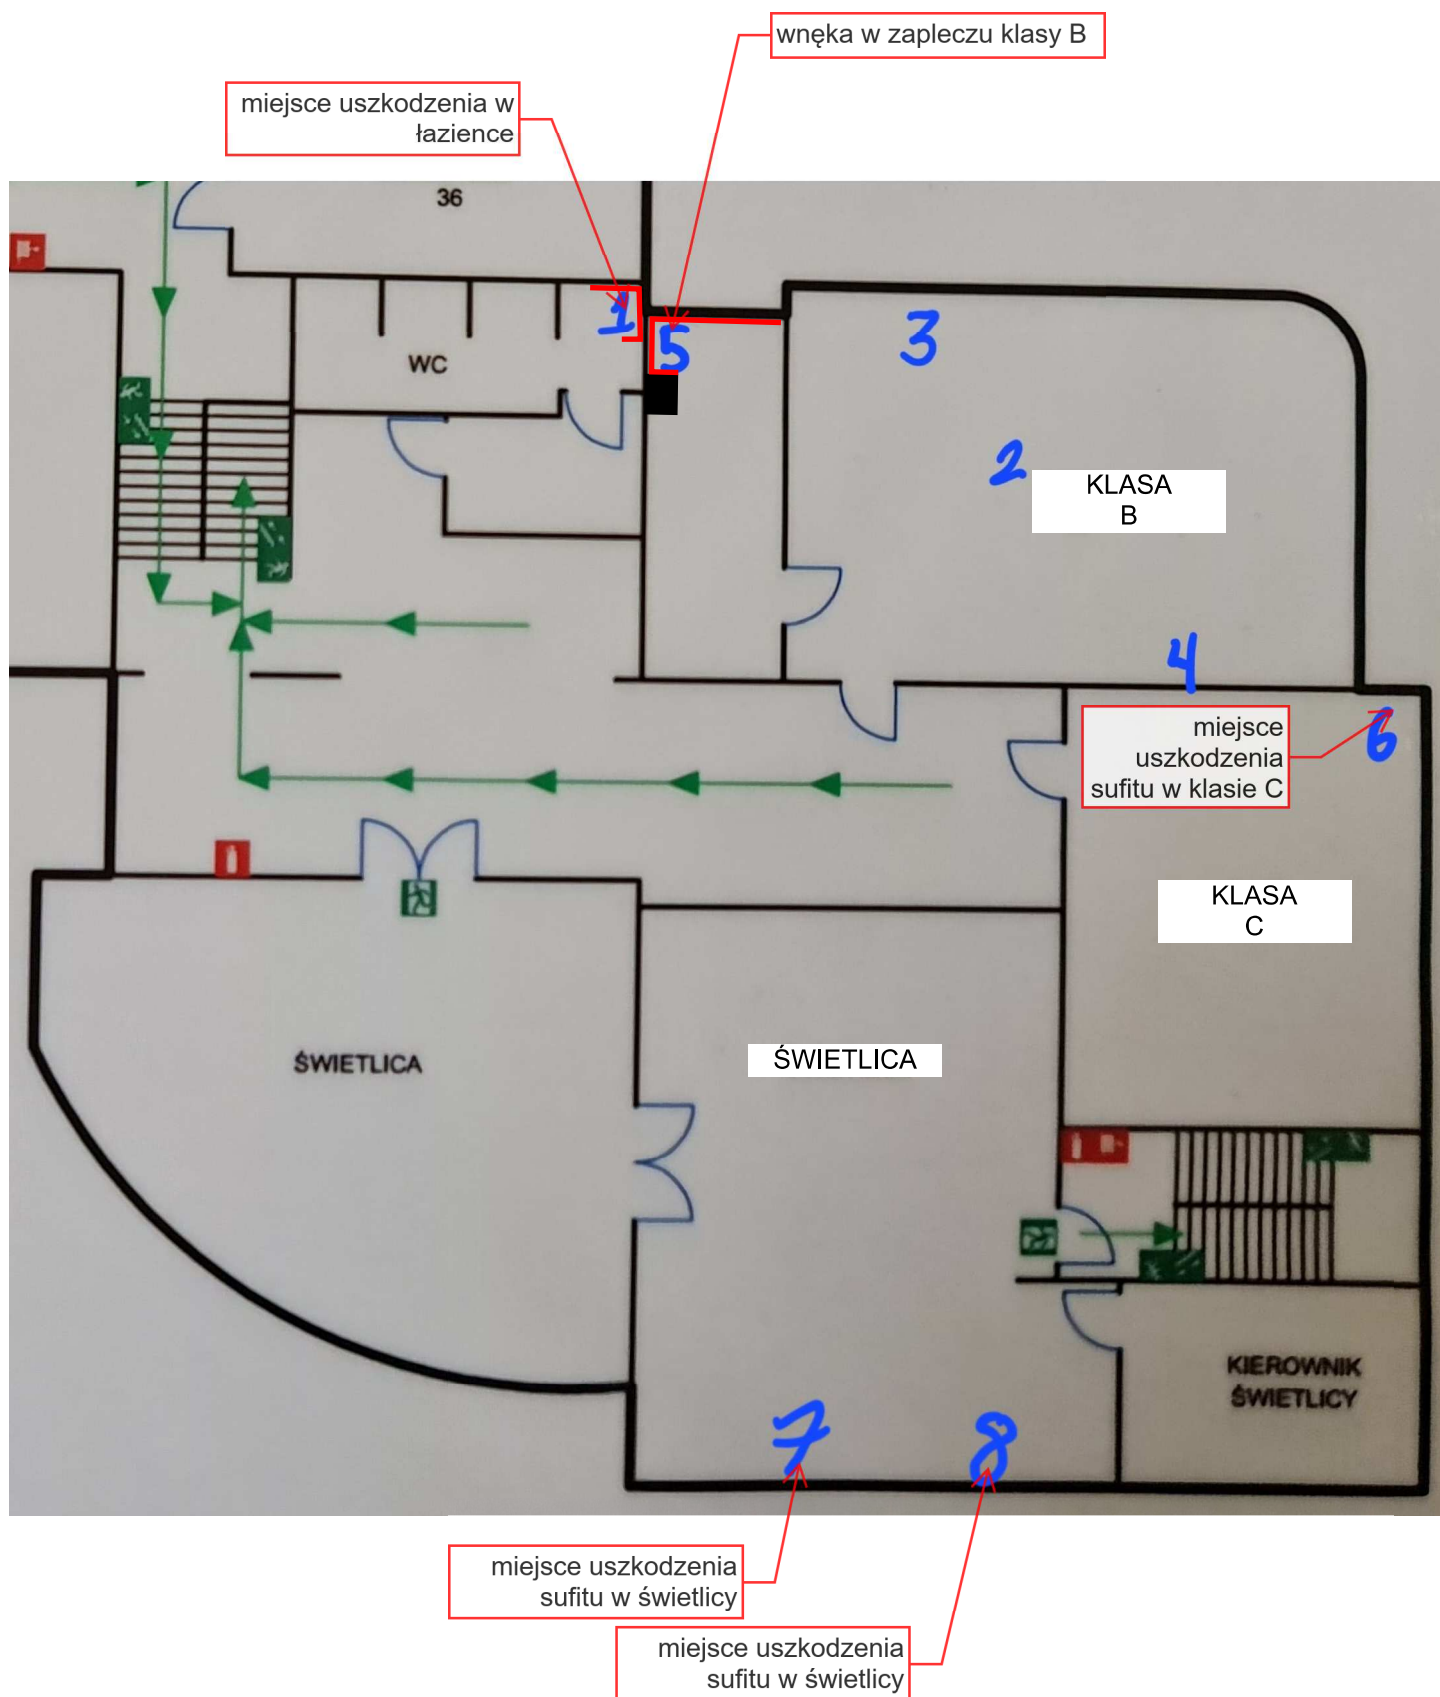 wnęka w zapleczu klasy B
miejsce uszkodzenia w
łazience
36
1
5
3
WC
2
KLASA
B
4
miejsce
uszkodzenia
sufitu w klasie C
6
KLASA
C
ŚWIETLICA
ŚWIETLICA
KIEROWNIK
ŚWIETLICY
7
8
miejsce uszkodzenia
sufitu w świetlicy
miejsce uszkodzenia
sufitu w świetlicy